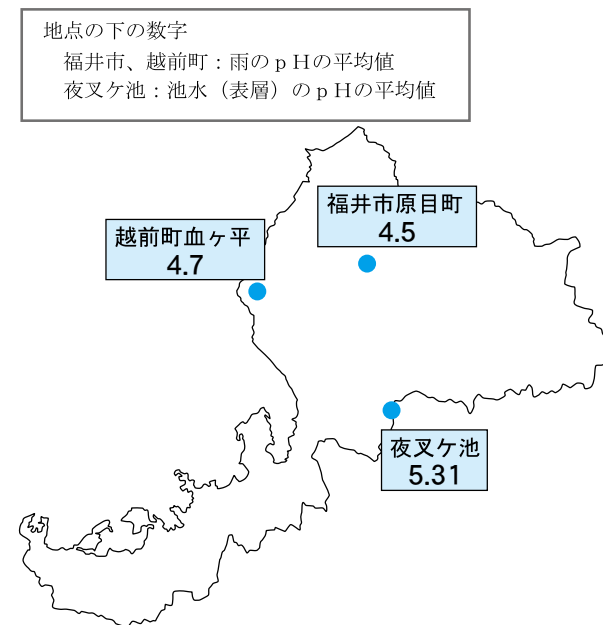 地点の下の数字
福井市、越前町：雨のｐＨの平均値
夜叉ケ池：池水（表層）のｐＨの平均値
福井市原目町
4.5
越前町血ヶ平
4.7
夜叉ケ池
5.31